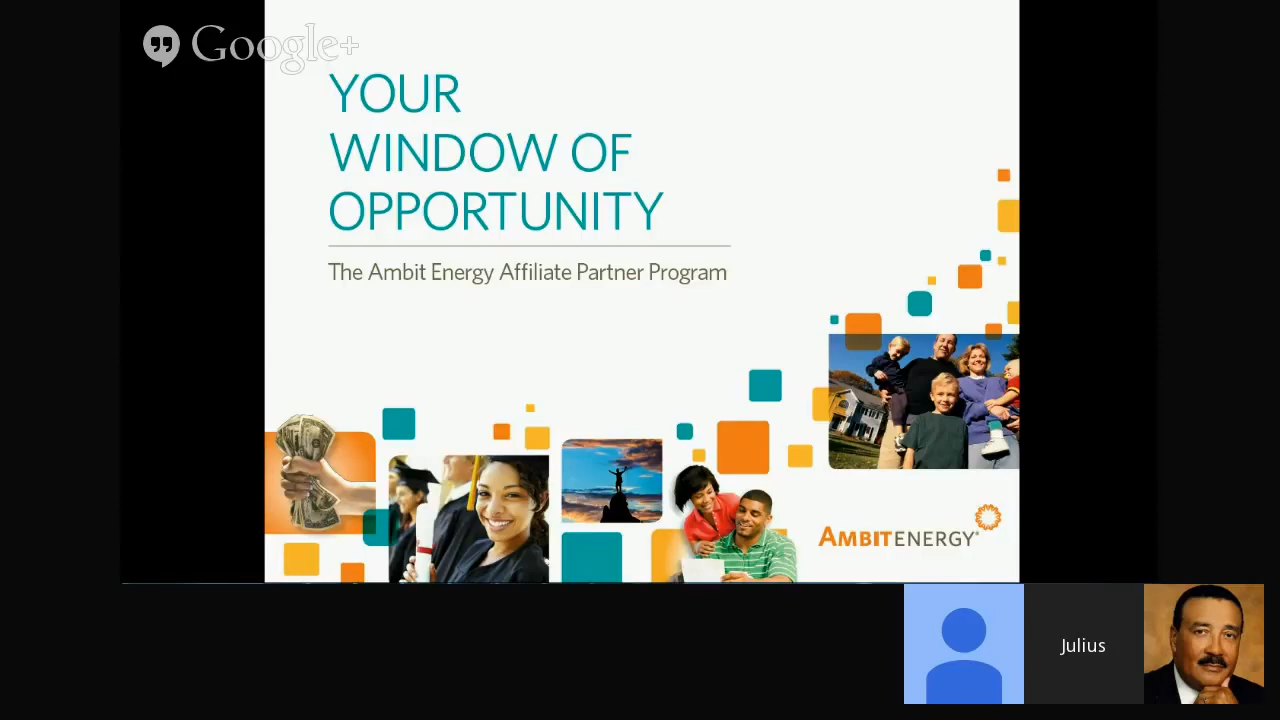 Google+
YOUR
WINDOW OF
OPPORTUNITY
The Ambit Energy Affiliate Partner Program
AMBITENERGY
Julius